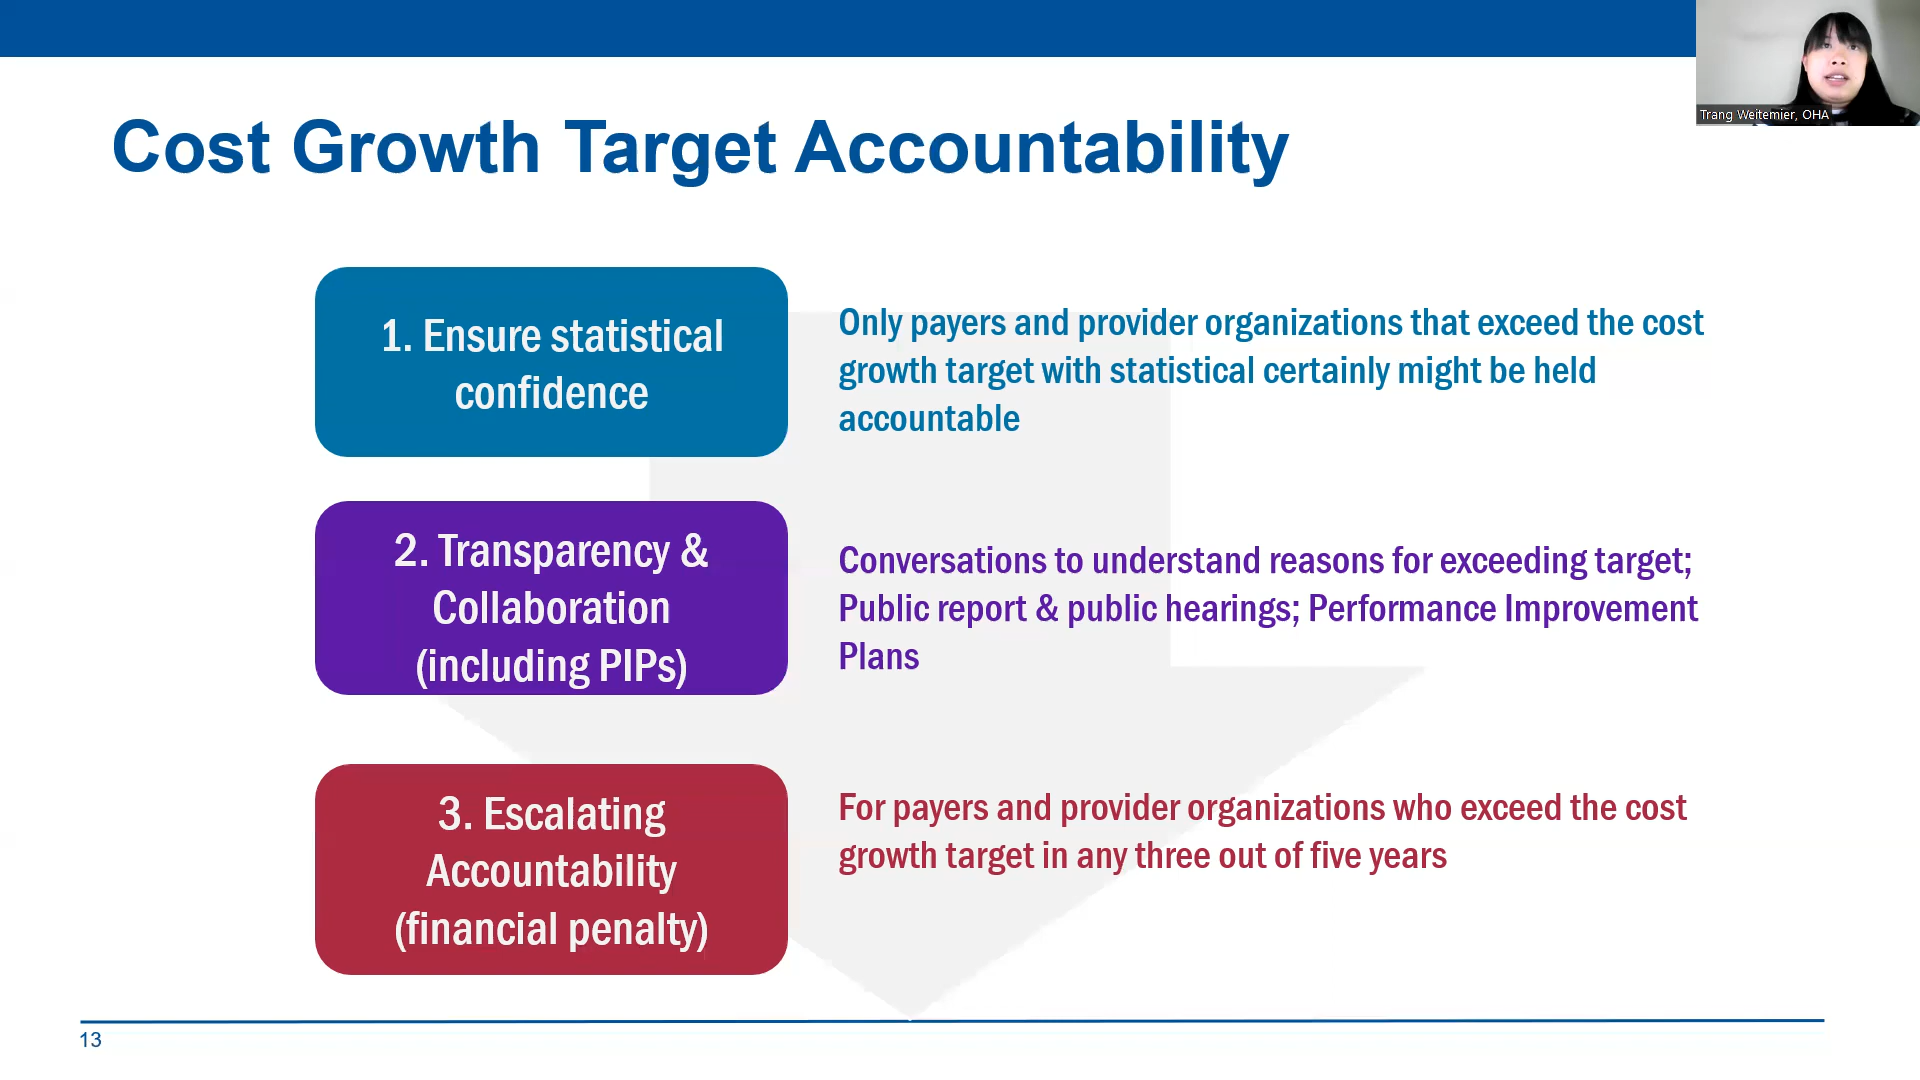 Trang Weitemier, OHA
Cost Growth Target Accountability
1. Ensure statistical
confidence
Only payers and provider organizations that exceed the cost
growth target with statistical certainly might be held
accountable
2. Transparency &
Collaboration
(including PIPs)
Conversations to understand reasons for exceeding target;
Public report & public hearings; Performance Improvement
Plans
3. Escalating
Accountability
(financial penalty)
For payers and provider organizations who exceed the cost
growth target in any three out of five years
13